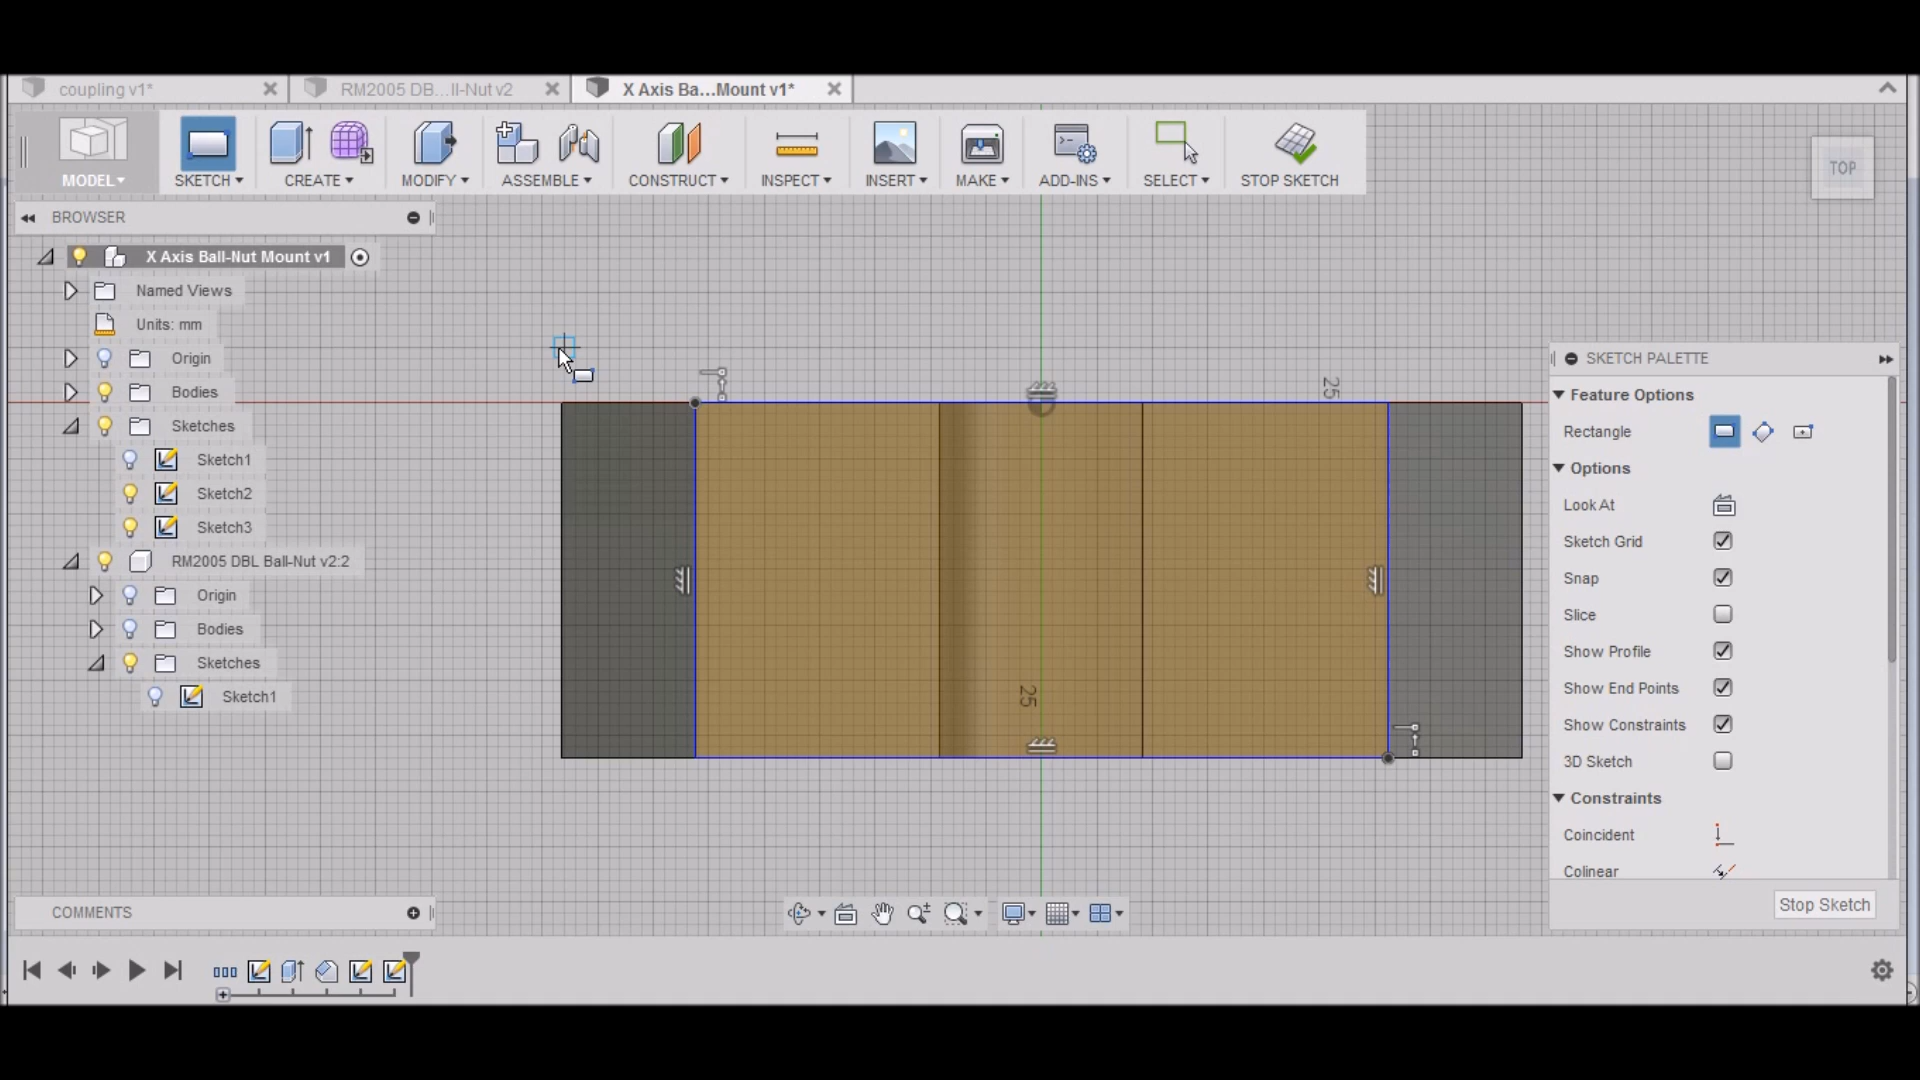 coupling v1*
RM2005 DB...ll-Nut v2
X Axis Ba...Mount v1*
MODEL
SKETCH
CREATE
MODIFY
ASSEMBLE
CONSTRUCT
INSPECT
INSERT
MAKE
ADD-INS
SELECT
STOP SKETCH
TOP
BROWSER
X Axis Ball-Nut Mount v1
Named Views
Units: mm
Origin
Bodies
Sketches
Sketch1
Sketch2
Sketch3
RM2005 DBL Ball-Nut v2:2
Origin
Bodies
Sketches
Sketch1
25
25
SKETCH PALETTE
Feature Options
Rectangle
Options
Look At
Sketch Grid
Snap
Slice
Show Profile
Show End Points
Show Constraints
3D Sketch
Constraints
Coincident
Colinear
Stop Sketch
COMMENTS